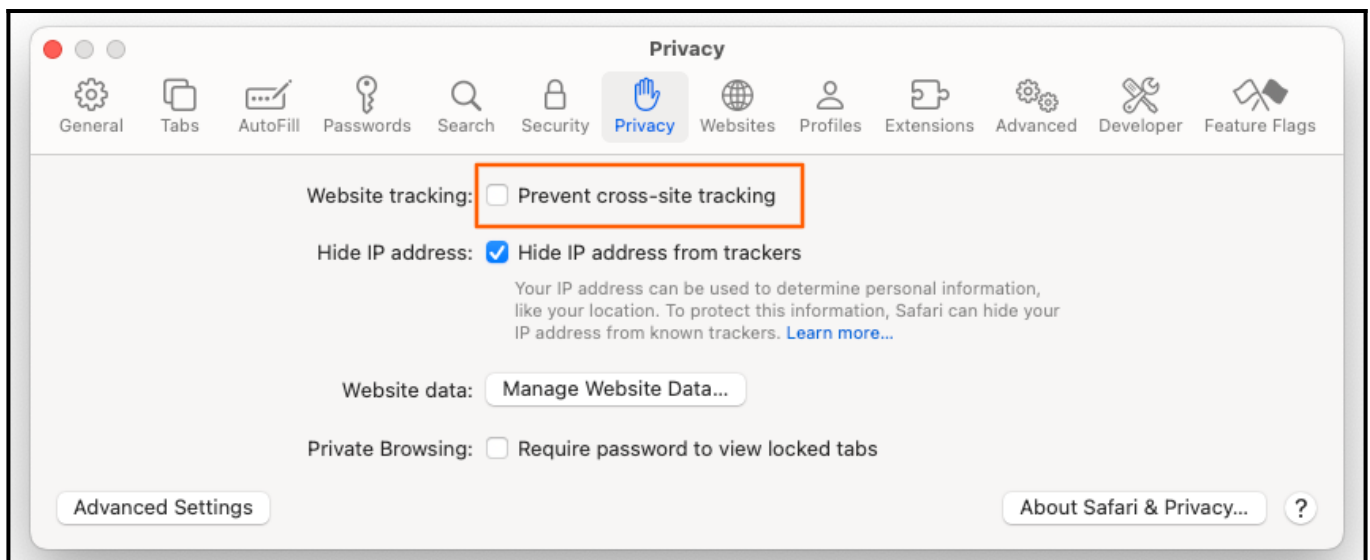 Privacy
General Tabs AutoFill Passwords Search Security Privacy Websites Profiles Extensions Advanced Developer Feature Flags
Website tracking: Prevent cross-site tracking
Hide IP address: Hide IP address from trackers
Your IP address can be used to determine personal information,
like your location. To protect this information, Safari can hide your
IP address from known trackers. Learn more...
Website data: Manage Website Data...
Private Browsing: Require password to view locked tabs
Advanced Settings About Safari & Privacy... ?